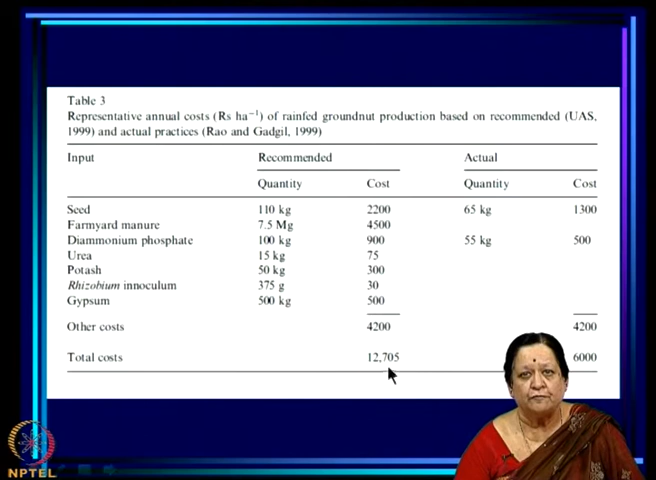 Table 3
Representative annual costs (Rs ha⁻¹) of rainfed groundnut production based on recommended (UAS,
1999) and actual practices (Rao and Gadgil, 1999)
Input Recommended Actual
Quantity Cost Quantity Cost
Seed 110 kg 2200 65 kg 1300
Farmyard manure 7.5 Mg 4500
Diammonium phosphate 100 kg 900 55 kg 500
Urea 15 kg 75
Potash 50 kg 300
Rhizobium innoculum 375 g 30
Gypsum 500 kg 500
Other costs 4200 4200
Total costs 12,705 6000
NPTEL